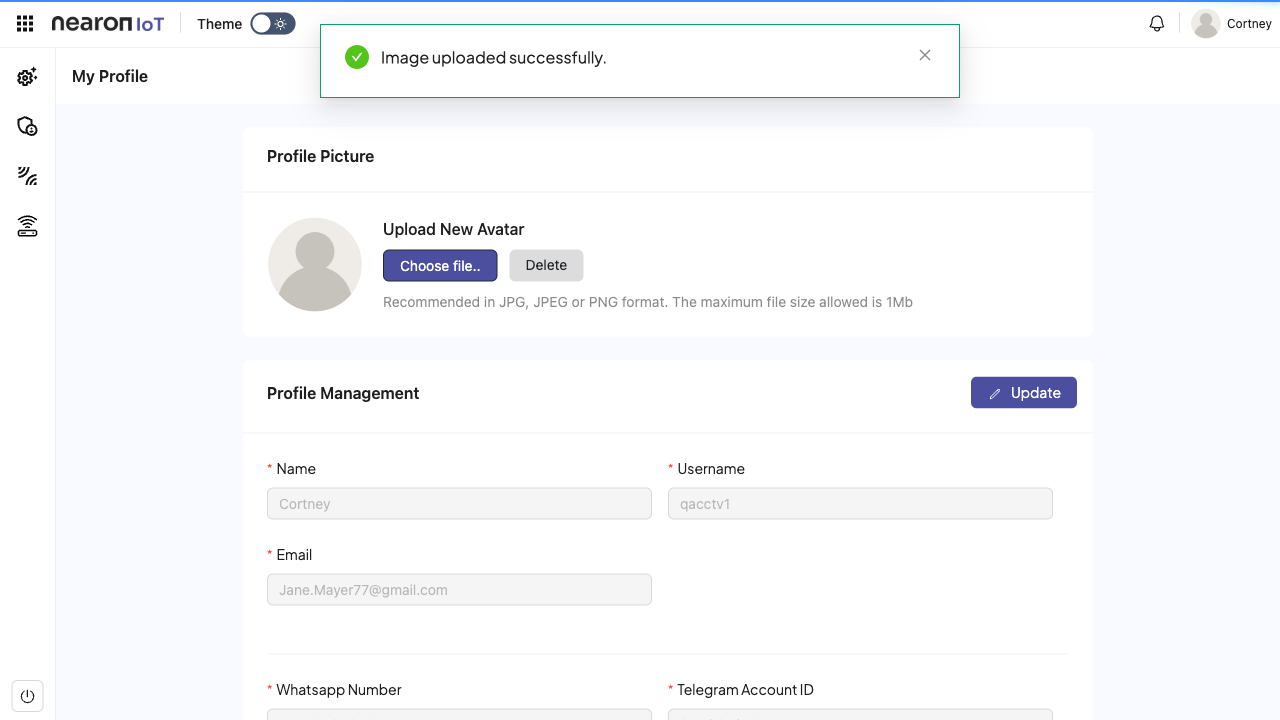 nearon IoT
Theme
Image uploaded successfully.
Cortney
My Profile
Profile Picture
Upload New Avatar
Choose file..
Delete
Recommended in JPG, JPEG or PNG format. The maximum file size allowed is 1Mb
Profile Management
Update
* Name
* Username
Cortney
qacctv1
* Email
Jane.Mayer77@gmail.com
* Whatsapp Number
* Telegram Account ID